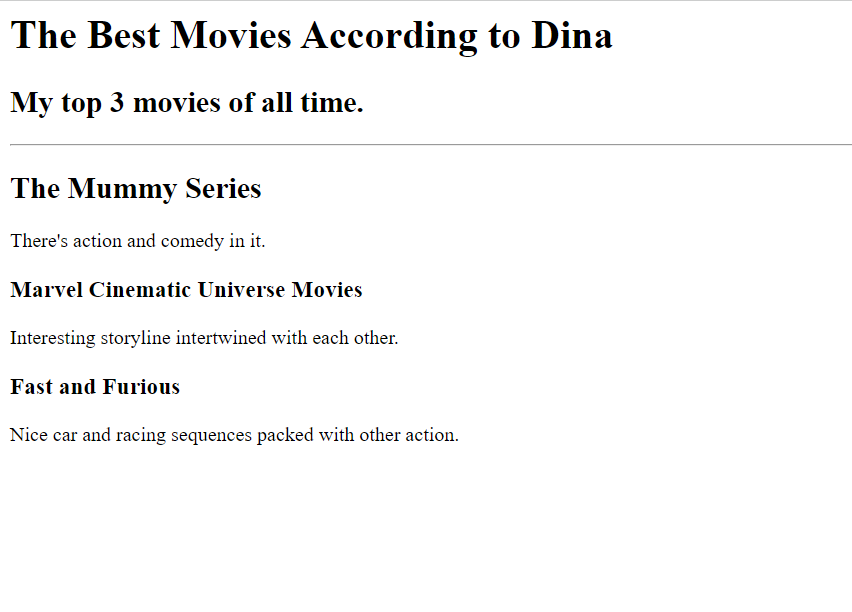 The Best Movies According to Dina
My top 3 movies of all time.
The Mummy Series
There's action and comedy in it.
Marvel Cinematic Universe Movies
Interesting storyline intertwined with each other.
Fast and Furious
Nice car and racing sequences packed with other action.